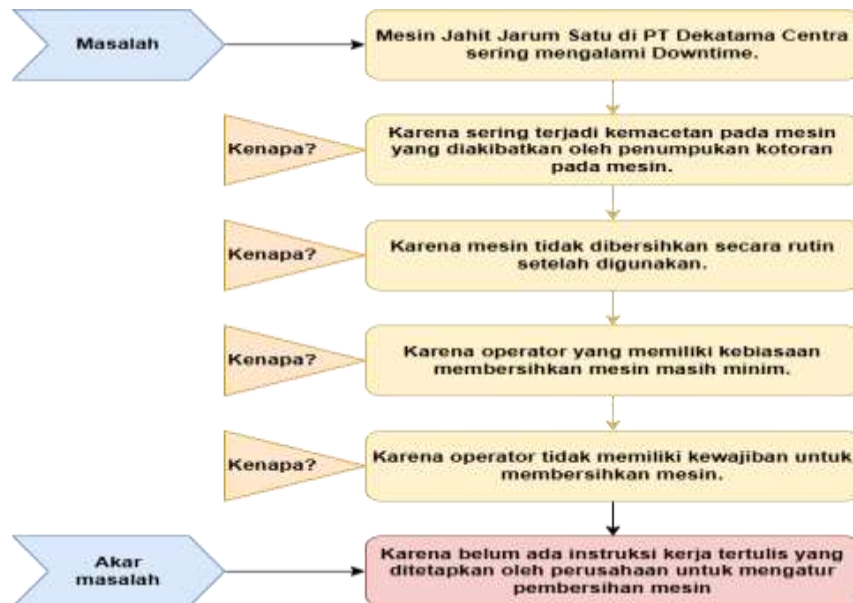 Masalah
Mesin Jahit Jarum Satu di PT Dekatama Centra
sering mengalami Downtime.
Kenapa?
Karena sering terjadi kemacetan pada mesin
yang diakibatkan oleh penumpukan kotoran
pada mesin.
Kenapa?
Karena mesin tidak dibersihkan secara rutin
setelah digunakan.
Kenapa?
Karena operator yang memiliki kebiasaan
membersihkan mesin masih minim.
Kenapa?
Karena operator tidak memiliki kewajiban untuk
membersihkan mesin.
Akar
masalah
Karena belum ada instruksi kerja tertulis yang
ditetapkan oleh perusahaan untuk mengatur
pembersihan mesin